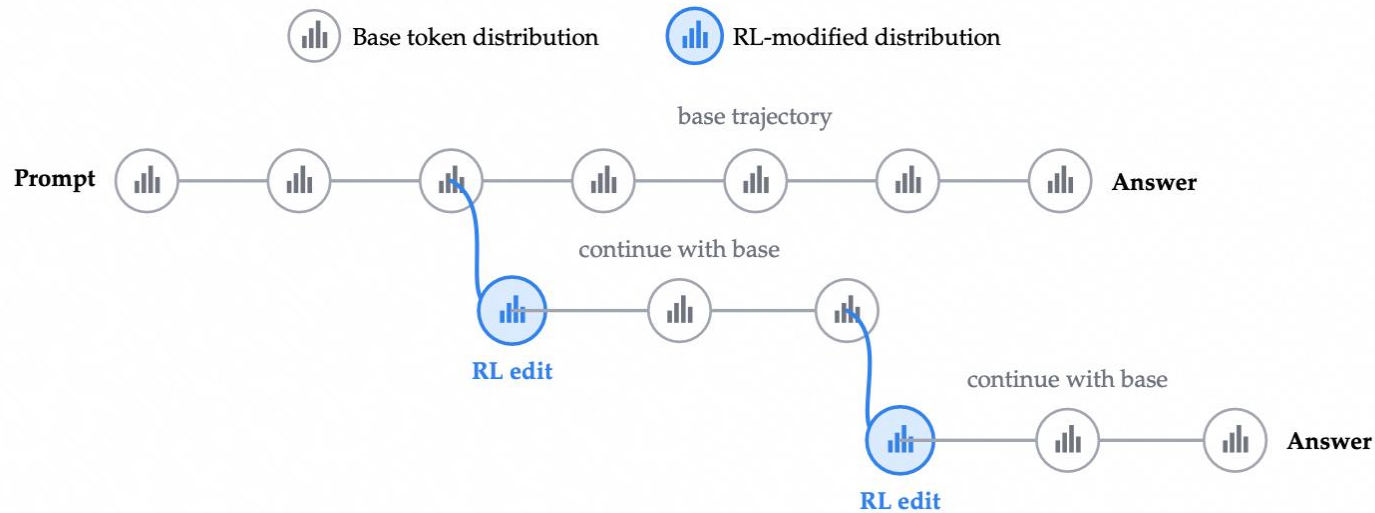 Base token distribution
RL-modified distribution
base trajectory
Prompt
Answer
continue with base
RL edit
continue with base
Answer
RL edit